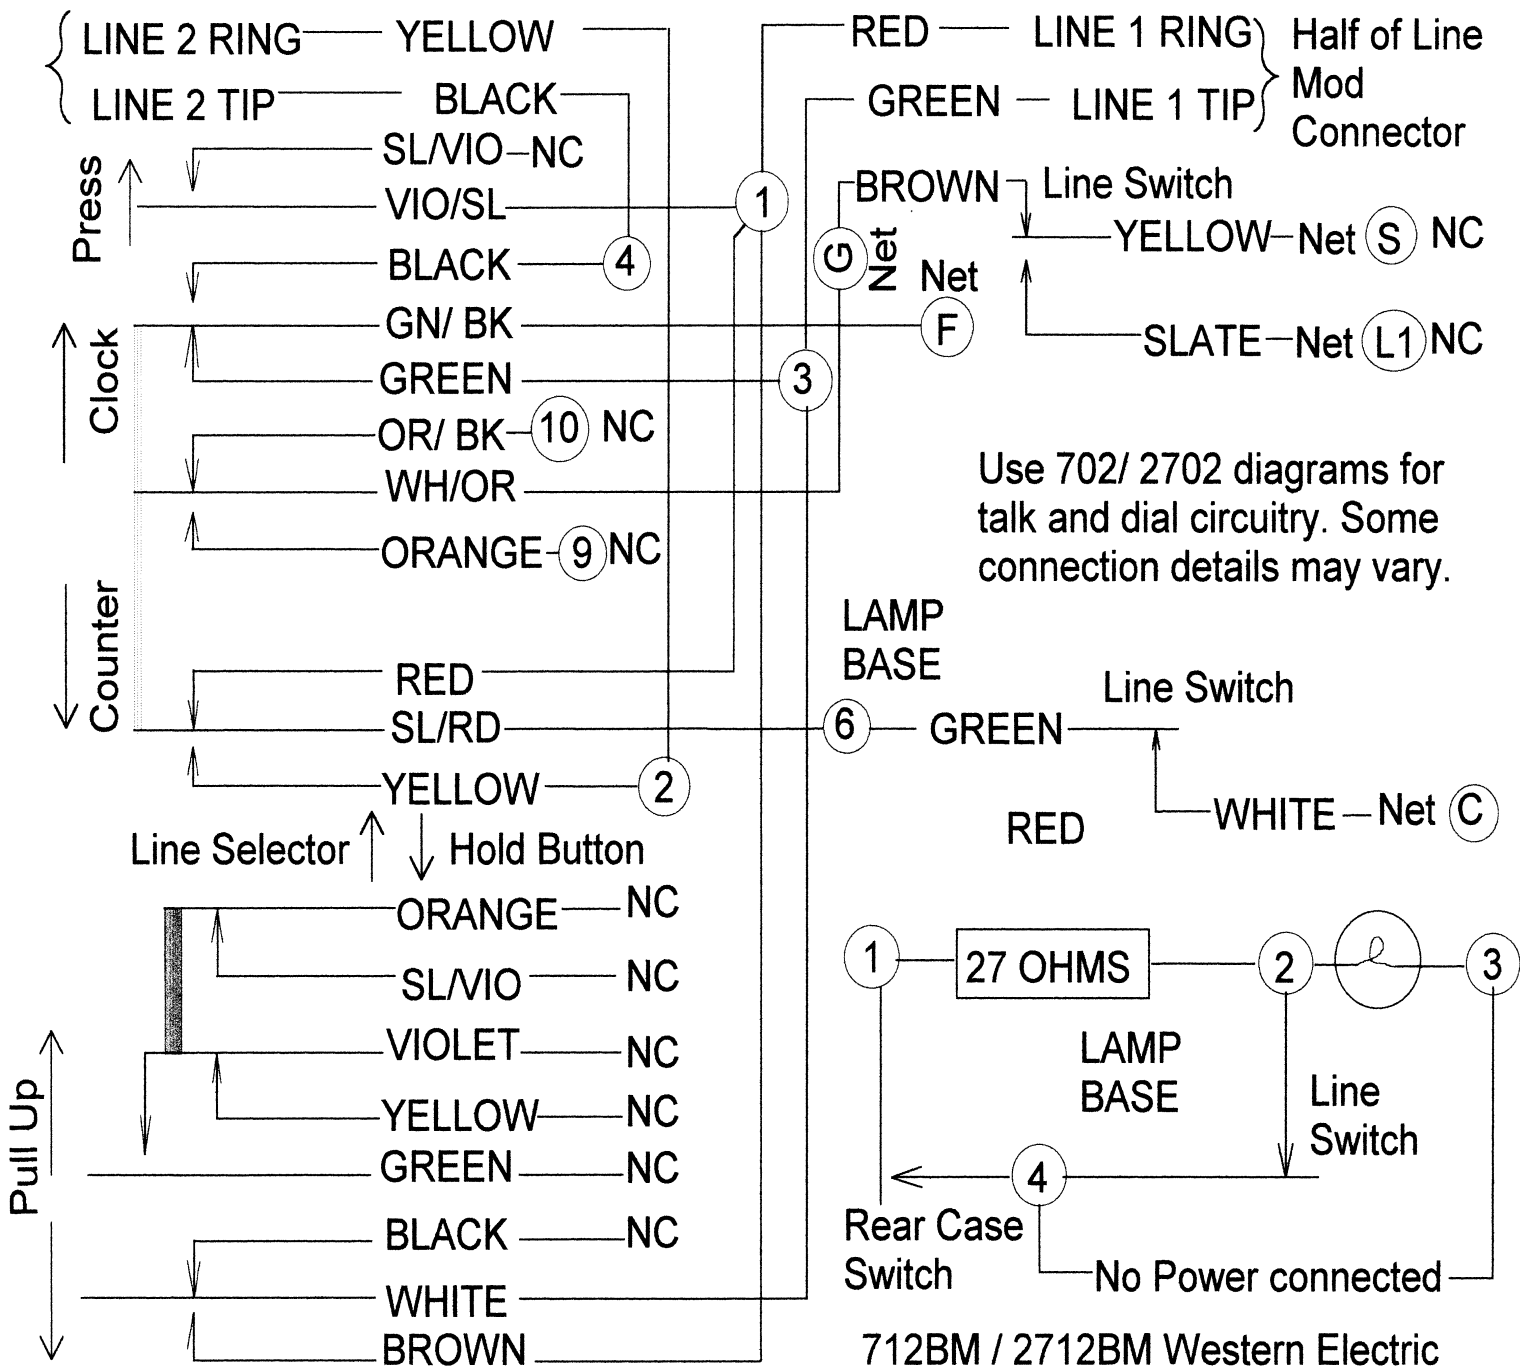 LINE 2 RING YELLOW
LINE 2 TIP BLACK
SL/VIO NC
VIO/SL 1
BLACK 4
GN/ BK
GREEN 3
OR/ BK 10 NC
WH/OR
ORANGE 9 NC
RED
SL/RD
YELLOW 2
Press
Clock
Counter
Line Selector
Hold Button
ORANGE NC
SL/VIO NC
VIOLET NC
YELLOW NC
GREEN NC
BLACK NC
WHITE
BROWN
Pull Up
RED LINE 1 RING
GREEN LINE 1 TIP
Half of Line
Mod
Connector
BROWN
Line Switch
G
Net
YELLOW Net S NC
Net
F
SLATE Net L1 NC
Use 702/ 2702 diagrams for
talk and dial circuitry. Some
connection details may vary.
LAMP
BASE
6 GREEN
Line Switch
WHITE Net C
RED
1 27 OHMS 2 3
LAMP
BASE
Line
Switch
4
Rear Case
Switch
No Power connected
712BM / 2712BM Western Electric